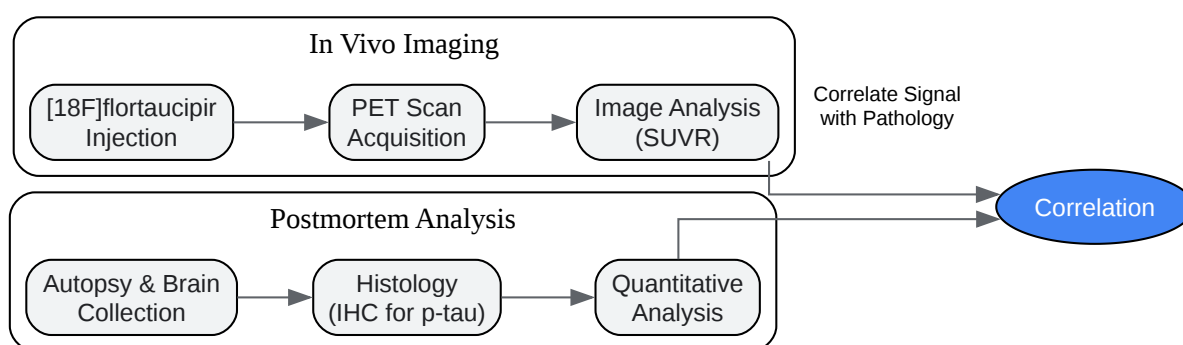 In Vivo Imaging
[18F]flortaucipir
Injection
PET Scan
Acquisition
Image Analysis
(SUVR)
Correlate Signal
with Pathology
Correlation
Postmortem Analysis
Autopsy & Brain
Collection
Histology
(IHC for p-tau)
Quantitative
Analysis